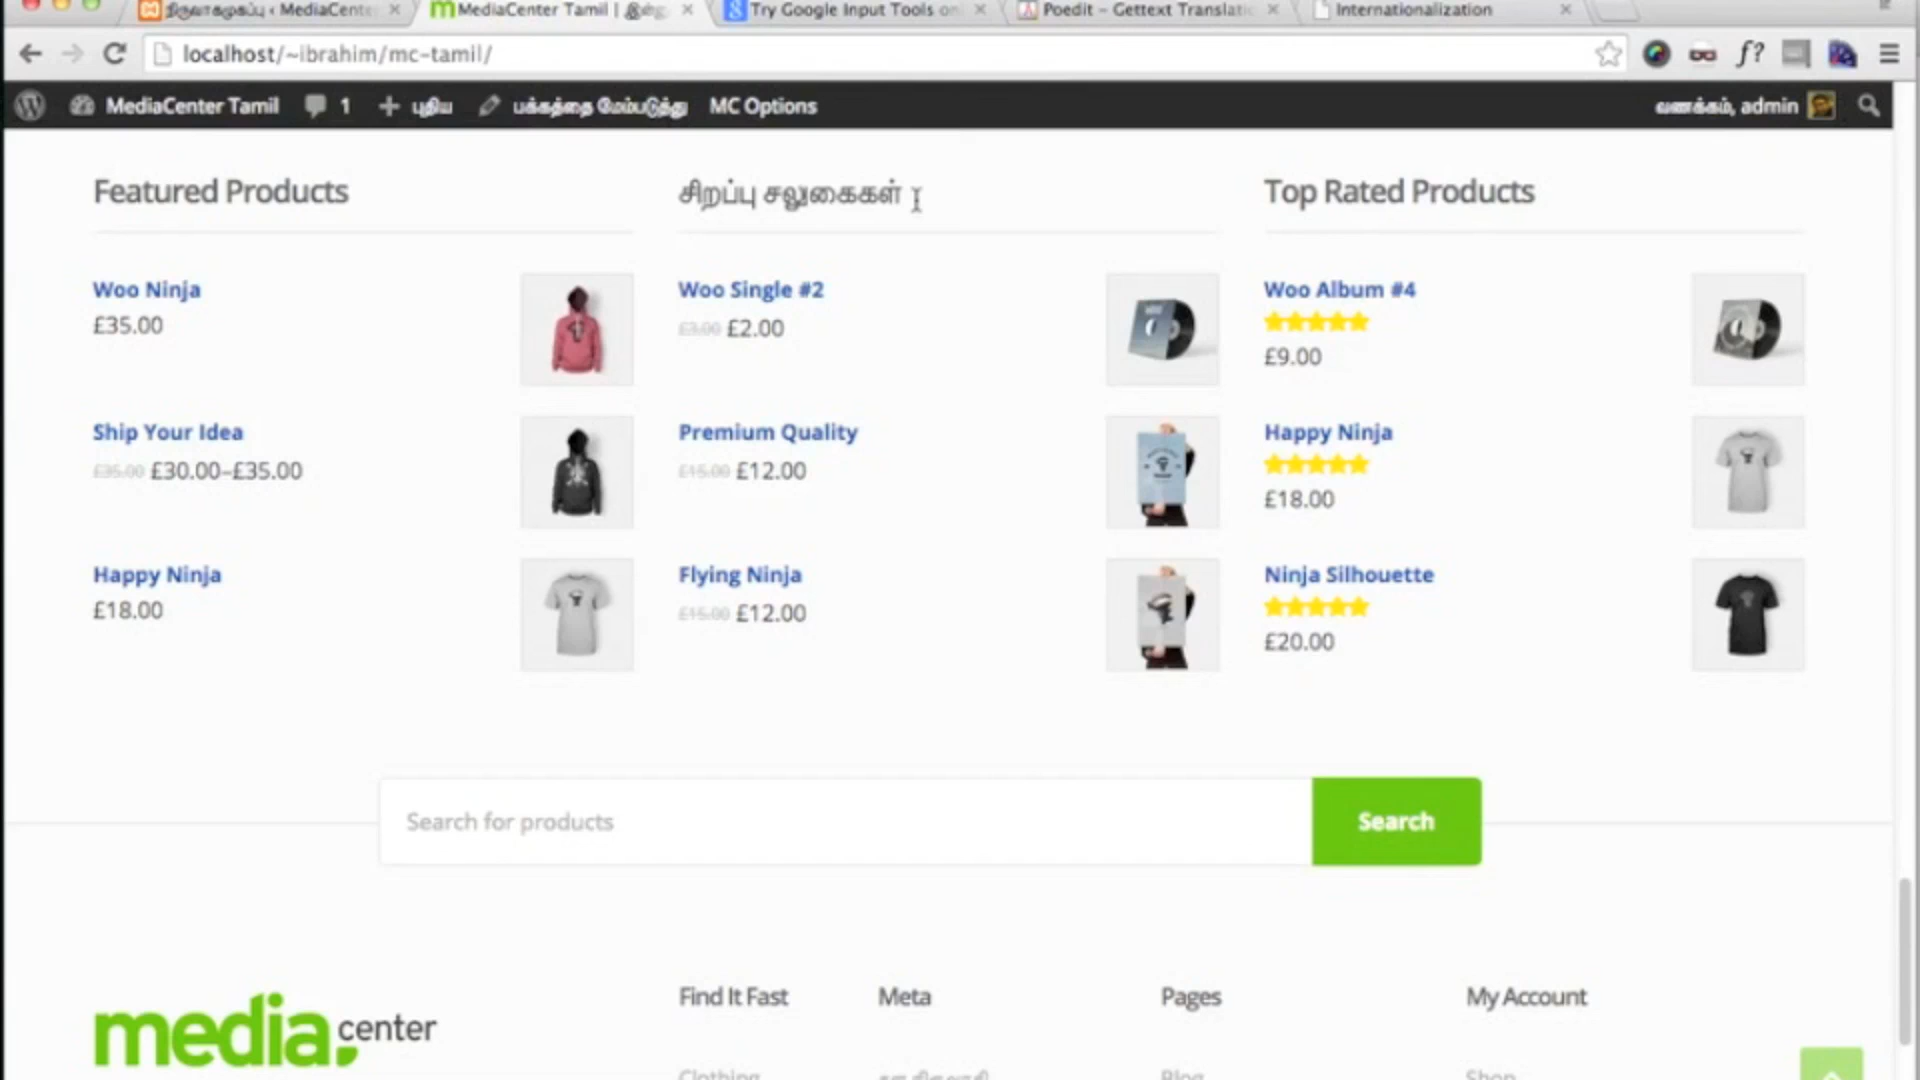 MediaCenter Tamil | இன்
Try Google Input Tools on
Poedit – Gettext Translati
Internationalization
localhost/~ibrahim/mc-tamil/
MediaCenter Tamil 1 + புதிய பக்கத்தை மேம்படுத்து MC Options வணக்கம், admin
Featured Products
Woo Ninja
£35.00
Ship Your Idea
£35.00 £30.00–£35.00
Happy Ninja
£18.00
சிறப்பு சலுகைகள்
Woo Single #2
£3.00 £2.00
Premium Quality
£15.00 £12.00
Flying Ninja
£15.00 £12.00
Top Rated Products
Woo Album #4
£9.00
Happy Ninja
£18.00
Ninja Silhouette
£20.00
Search for products
Search
media center
Find It Fast
Clothing
Meta
Pages
Blog
My Account
Shop